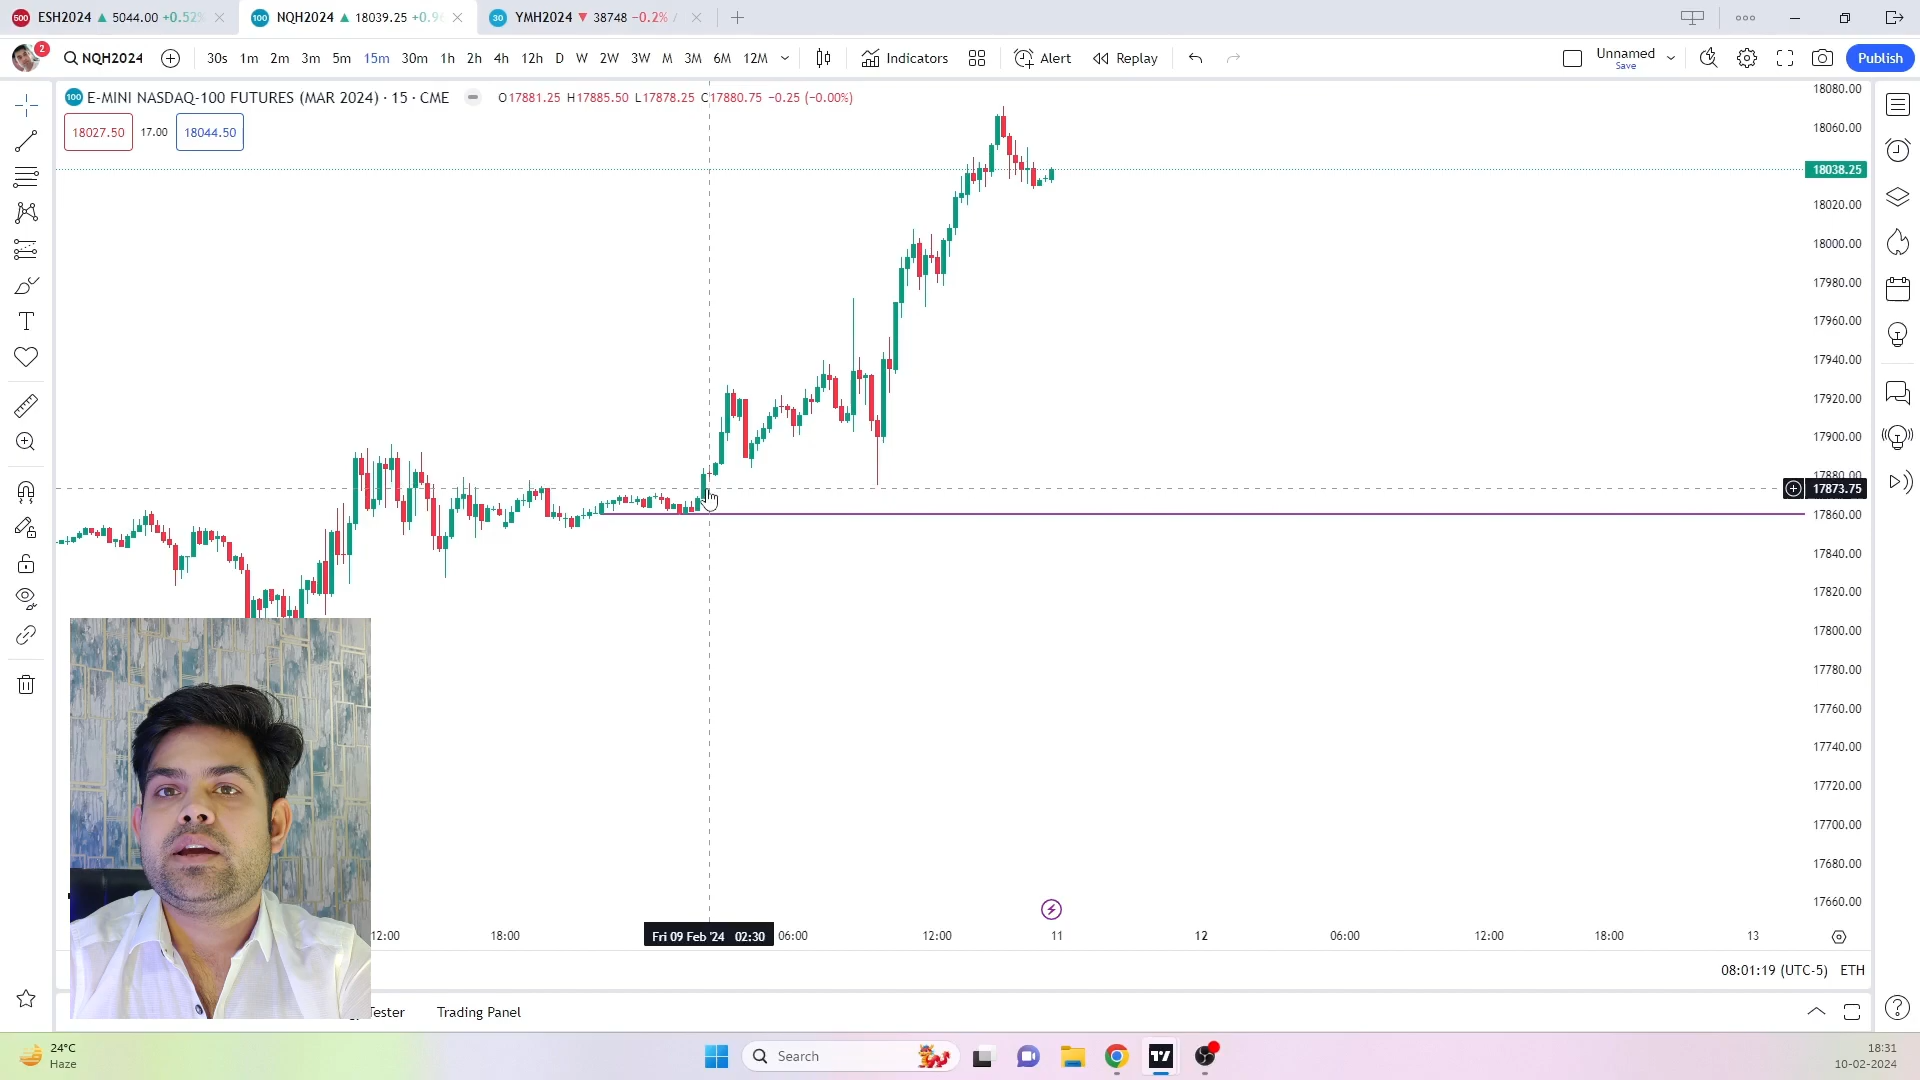 500 ESH2024 5044.00 +0.52%
100 NQH2024 18039.25 +0.9
30 YMH2024 38748 −0.2% /
2 NQH2024 30s 1m 2m 3m 5m 15m 30m 1h 2h 4h 12h D W 2W 3W M 3M 6M 12M Indicators Alert Replay Unnamed Save Publish
100 E-MINI NASDAQ-100 FUTURES (MAR 2024) · 15 · CME O17881.25 H17885.50 L17878.25 C17880.75 −0.25 (−0.00%)
18027.50 17.00 18044.50
18080.00
18060.00
18038.25
18020.00
18000.00
17980.00
17960.00
17940.00
17920.00
17900.00
17880.00
17873.75
17860.00
17840.00
17820.00
17800.00
17780.00
17760.00
17740.00
17720.00
17700.00
17680.00
17660.00
12:00 18:00 Fri 09 Feb '24 02:30 06:00 12:00 11 12 06:00 12:00 18:00 13
08:01:19 (UTC-5) ETH
Tester Trading Panel
24°C
Haze
Search
18:31
10-02-2024